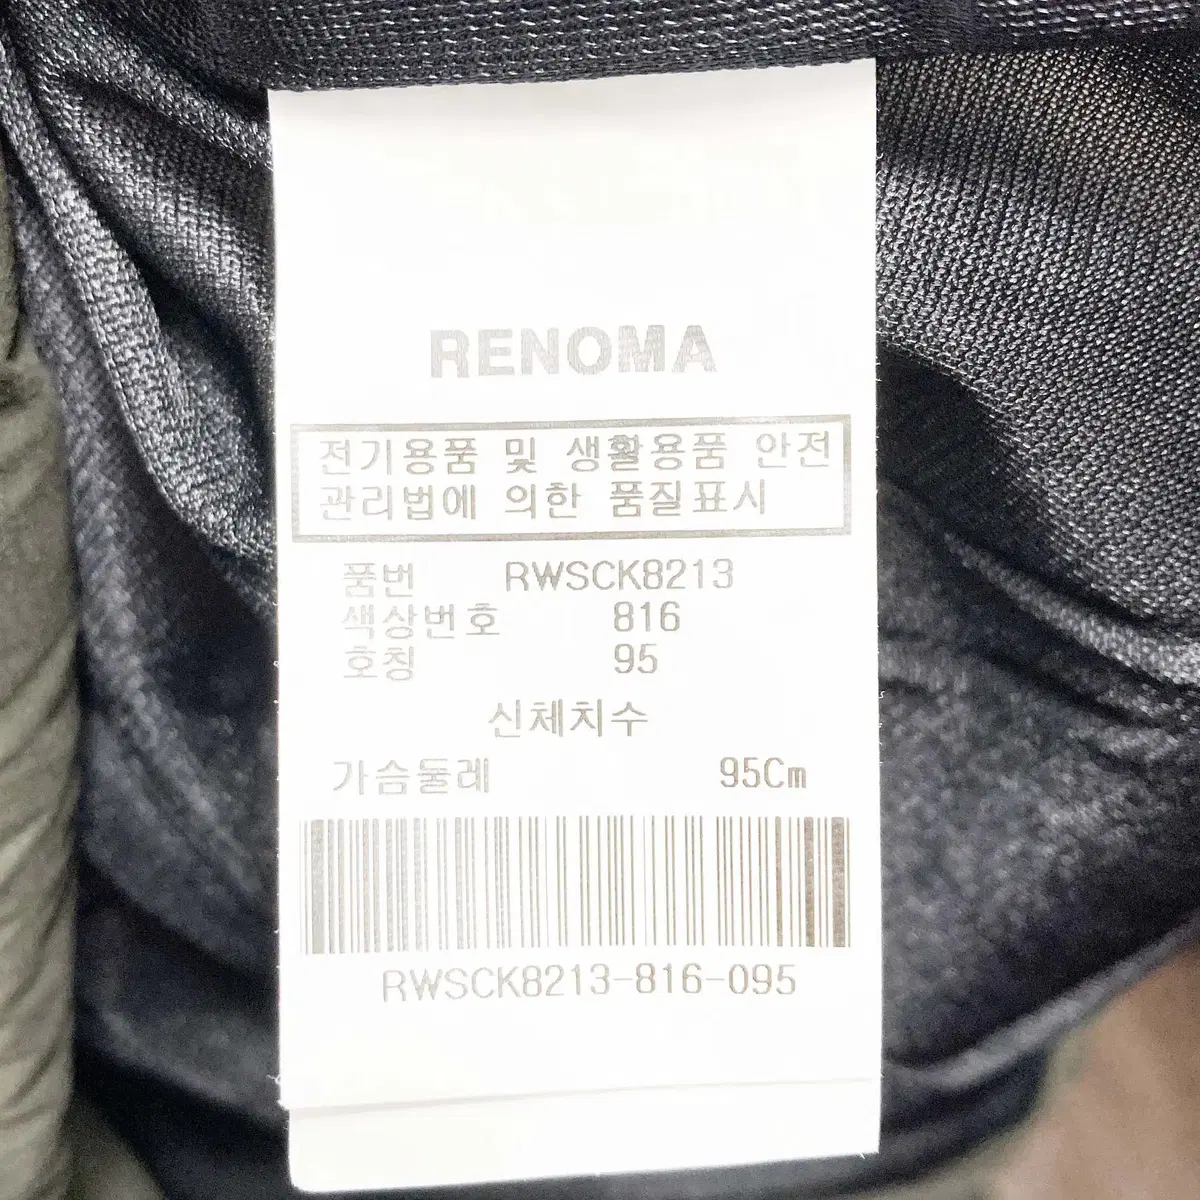 RENOMA
전기용품 및 생활용품 안전
관리법에 의한 품질표시
품번 RWSCK8213
색상번호 816
호칭 95
신체치수
가슴둘레 95Cm
RWSCK8213-816-095